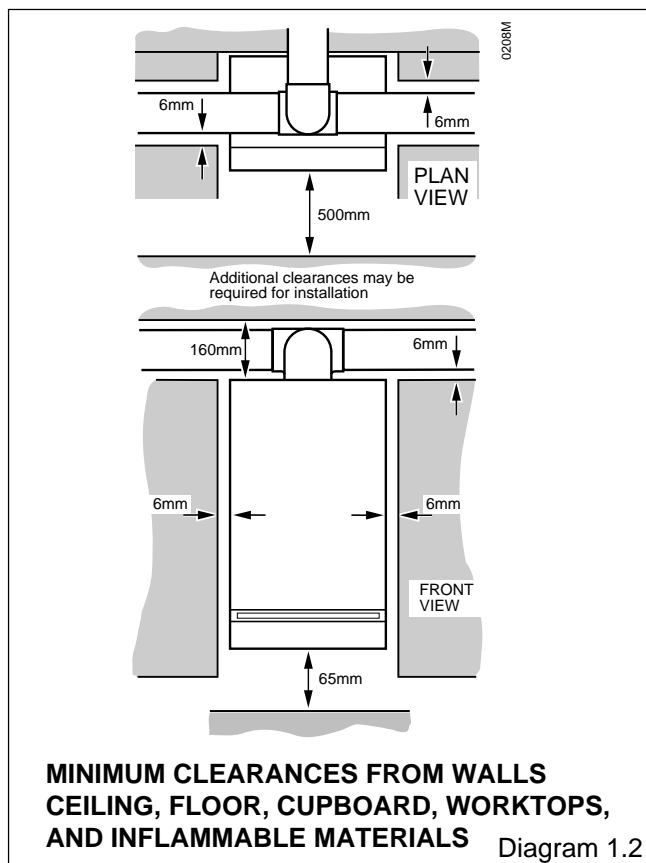 0208M
6mm
6mm
PLAN
VIEW
500mm
Additional clearances may be
required for installation
160mm
6mm
6mm
6mm
FRONT
VIEW
65mm
MINIMUM CLEARANCES FROM WALLS
CEILING, FLOOR, CUPBOARD, WORKTOPS,
AND INFLAMMABLE MATERIALS Diagram 1.2